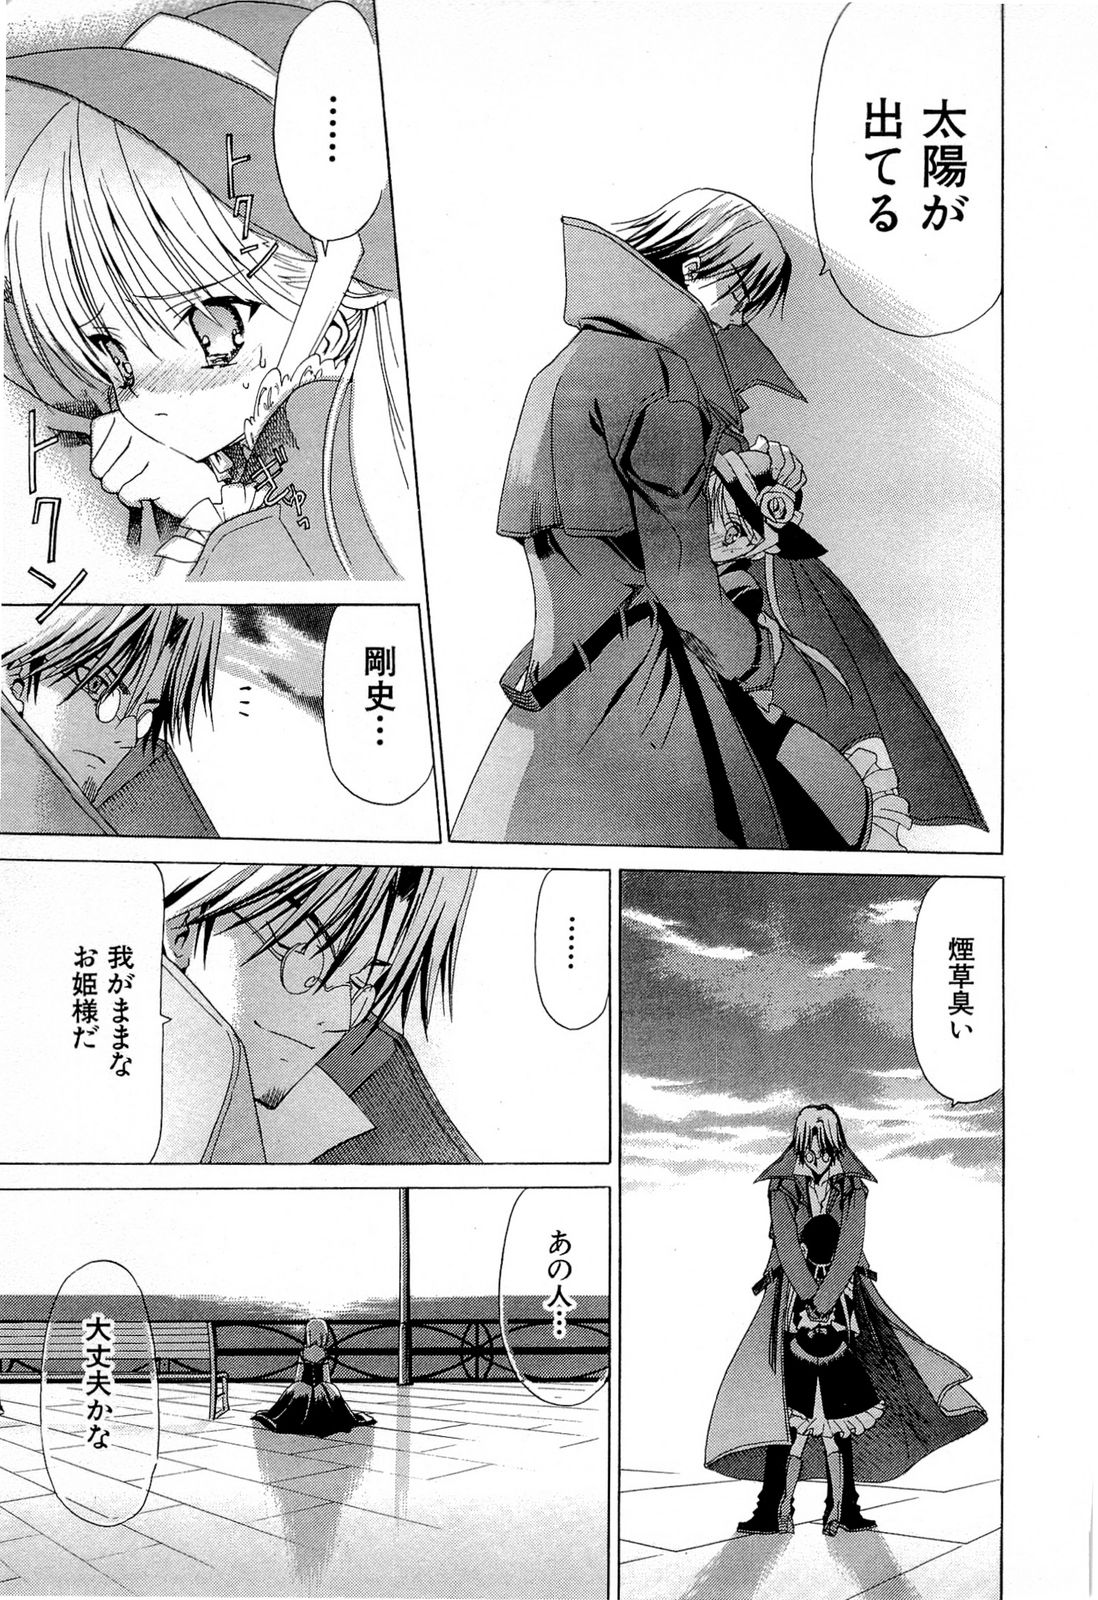 太陽が
出てる
……
トクン
ぎゅっ
トクン
剛史…
煙草臭い
……
我がままな
お姫様だ
あの人…
大丈夫かな